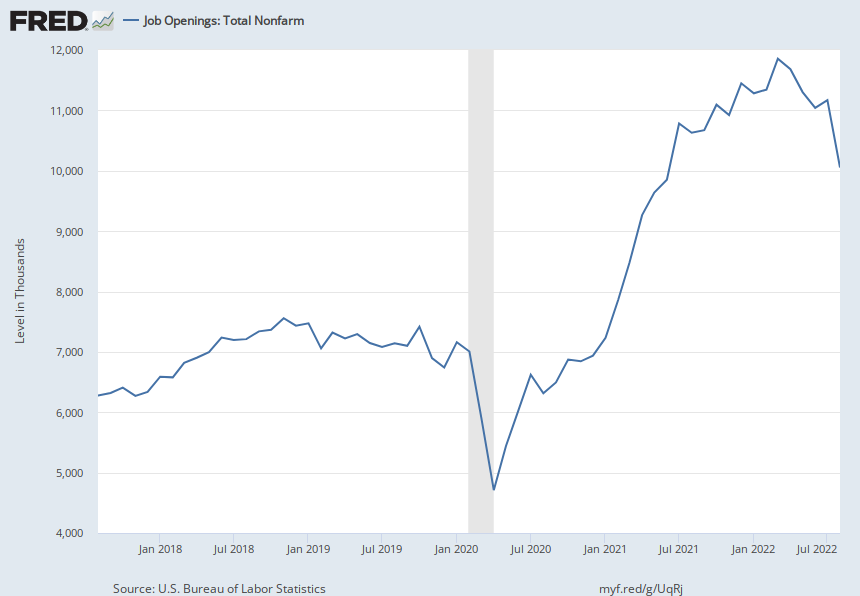 FRED Job Openings: Total Nonfarm
12,000
11,000
10,000
9,000
8,000
7,000
6,000
5,000
4,000
Level in Thousands
Jan 2018 Jul 2018 Jan 2019 Jul 2019 Jan 2020 Jul 2020 Jan 2021 Jul 2021 Jan 2022 Jul 2022
Source: U.S. Bureau of Labor Statistics myf.red/g/UqRj